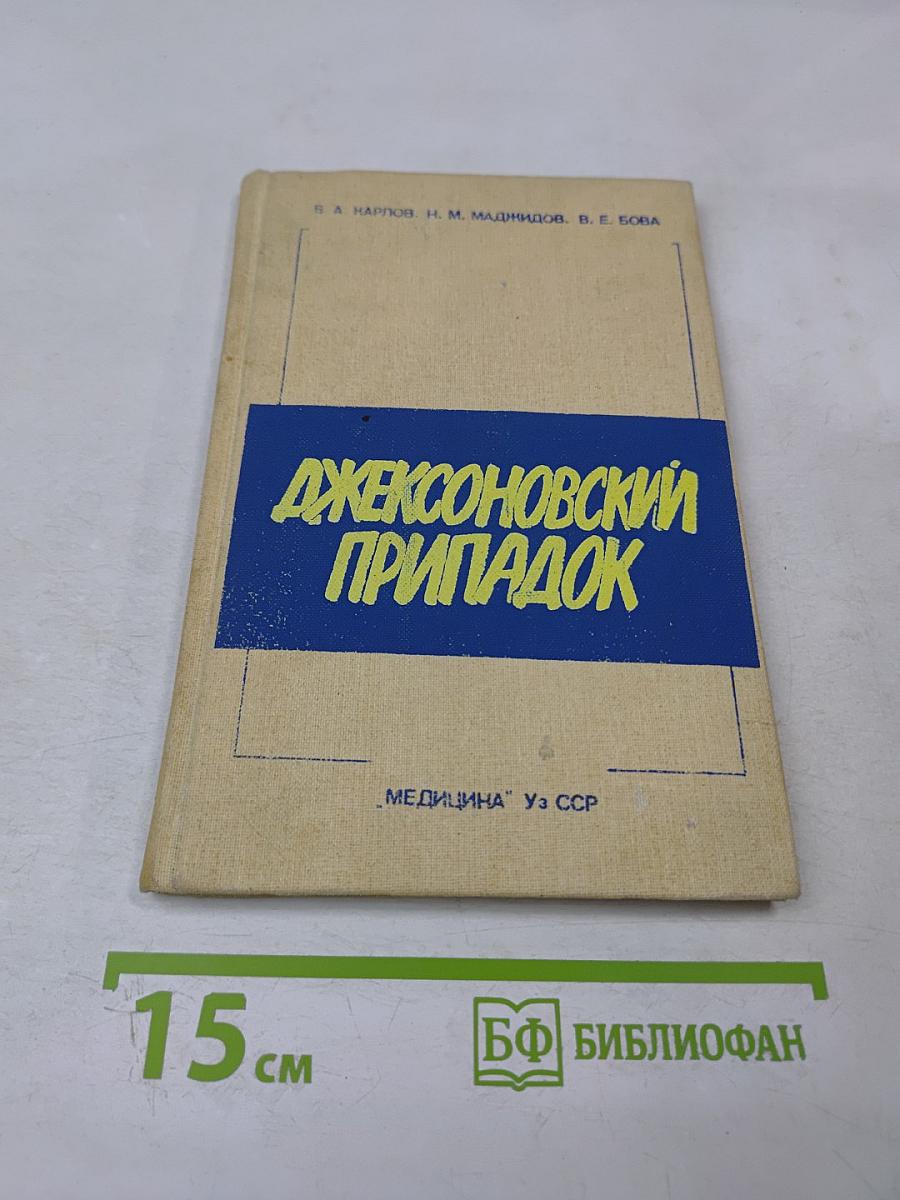 В. А. КАРЛОВ. Н. М. МАДЖИДОВ. В. Е. БОВА
ДЖЕКСОНОВСКИЙ
ПРИПАДОК
„МЕДИЦИНА" Уз ССР
15 см
БФ БИБЛИОФАН